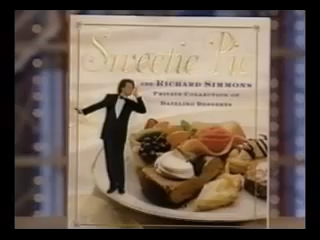 Sweetie Pie
THE RICHARD SIMMONS
PRIVATE COLLECTION OF
DAZZLING DESSERTS